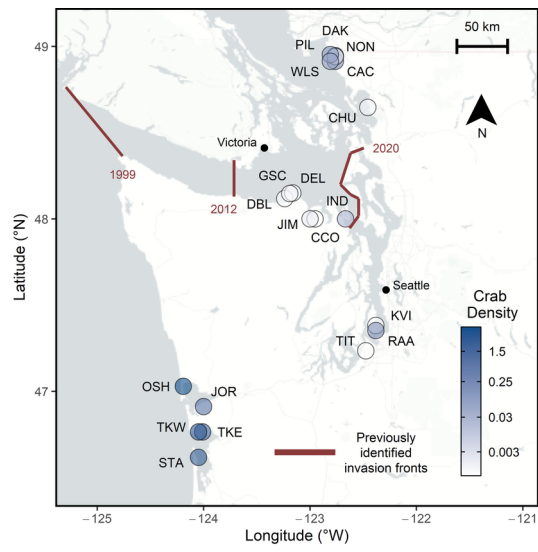 DAK
PIL
NON
WLS
CAC
50 km
CHU
N
Victoria
2020
1999
GSC
DEL
2012
DBL
IND
JIM
CCO
Seattle
KVI
TIT
RAA
OSH
JOR
TKW
TKE
STA
Crab
Density
1.5
0.25
0.03
0.003
Previously
identified
invasion fronts
49
48
47
Latitude (°N)
−125
−124
−123
−122
−121
Longitude (°W)